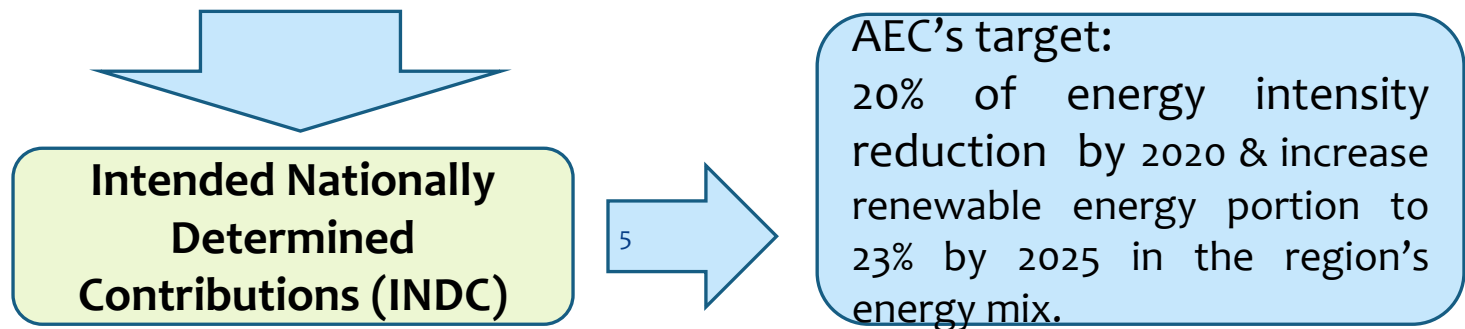 Intended Nationally
Determined
Contributions (INDC)
5
AEC’s target:
20% of energy intensity
reduction by 2020 & increase
renewable energy portion to
23% by 2025 in the region’s
energy mix.